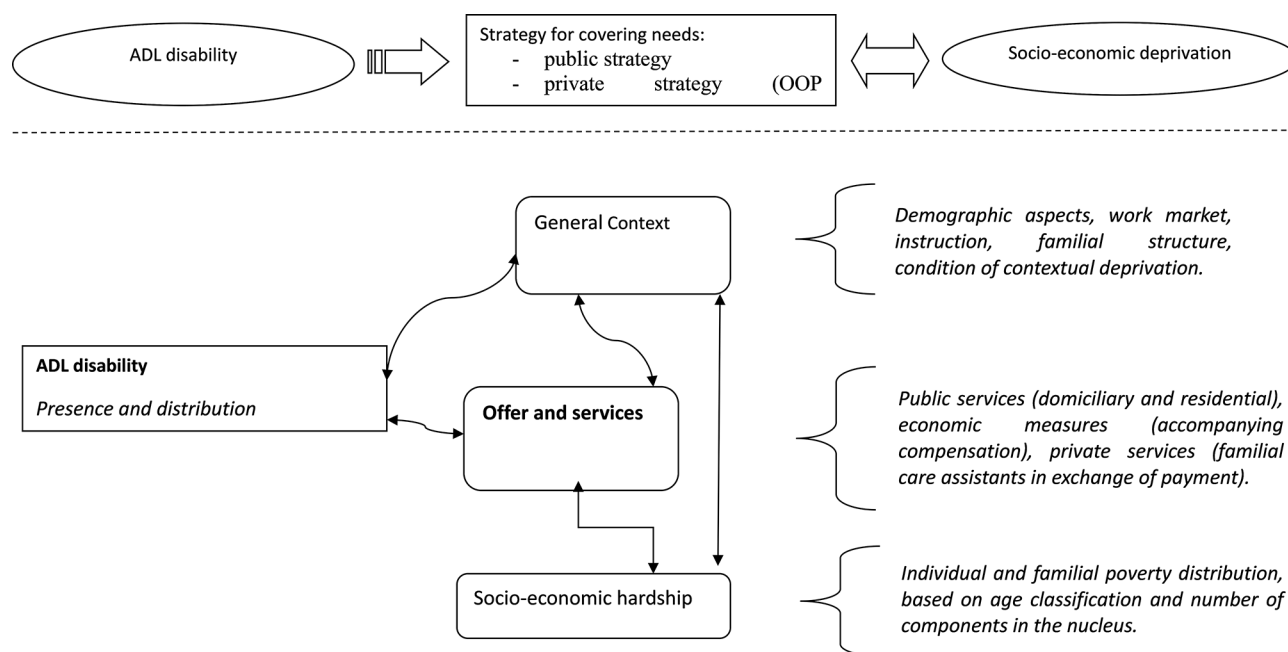 ADL disability
Strategy for covering needs:
- public strategy
- private strategy (OOP
Socio-economic deprivation
General Context
Demographic aspects, work market,
instruction, familial structure,
condition of contextual deprivation.
ADL disability
Presence and distribution
Offer and services
Public services (domiciliary and residential),
economic measures (accompanying
compensation), private services (familial
care assistants in exchange of payment).
Socio-economic hardship
Individual and familial poverty distribution,
based on age classification and number of
components in the nucleus.